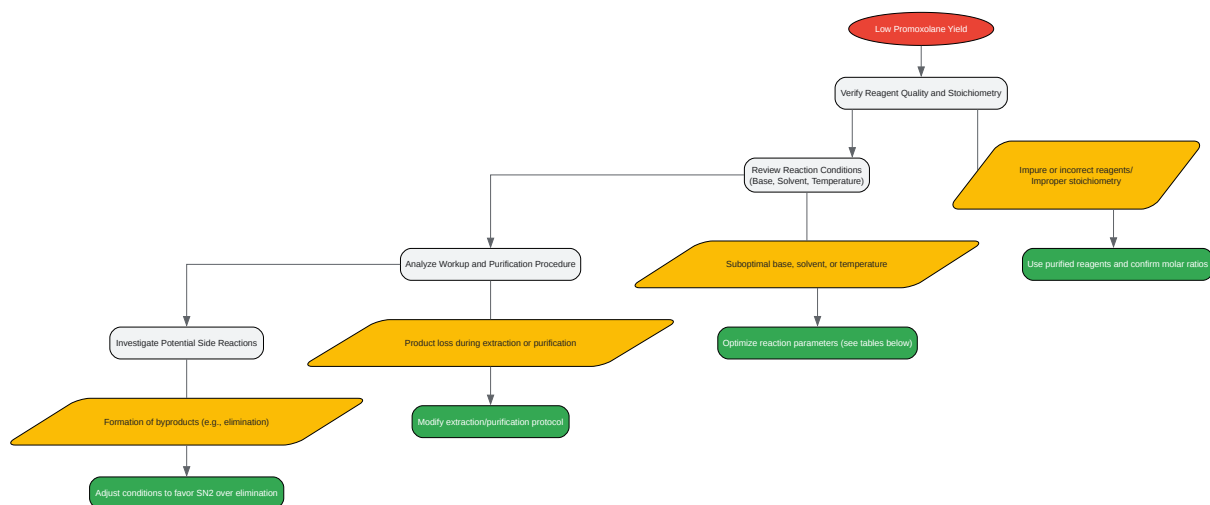 Low Promoxolane Yield
Verify Reagent Quality and Stoichiometry
Review Reaction Conditions
(Base, Solvent, Temperature)
Impure or incorrect reagents/
Improper stoichiometry
Analyze Workup and Purification Procedure
Suboptimal base, solvent, or temperature
Use purified reagents and confirm molar ratios
Investigate Potential Side Reactions
Product loss during extraction or purification
Optimize reaction parameters (see tables below)
Formation of byproducts (e.g., elimination)
Modify extraction/purification protocol
Adjust conditions to favor SN2 over elimination